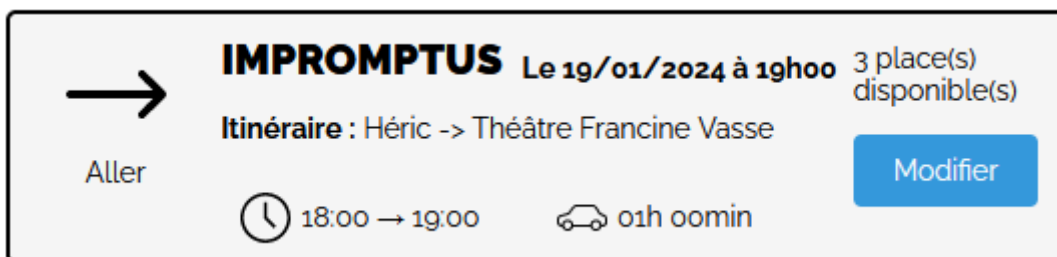 IMPROMPTUS Le 19/01/2024 à 19h00
3 place(s)
disponible(s)
Itinéraire : Héric -> Théâtre Francine Vasse
Aller
Modifier
18:00 → 19:00 01h 00min